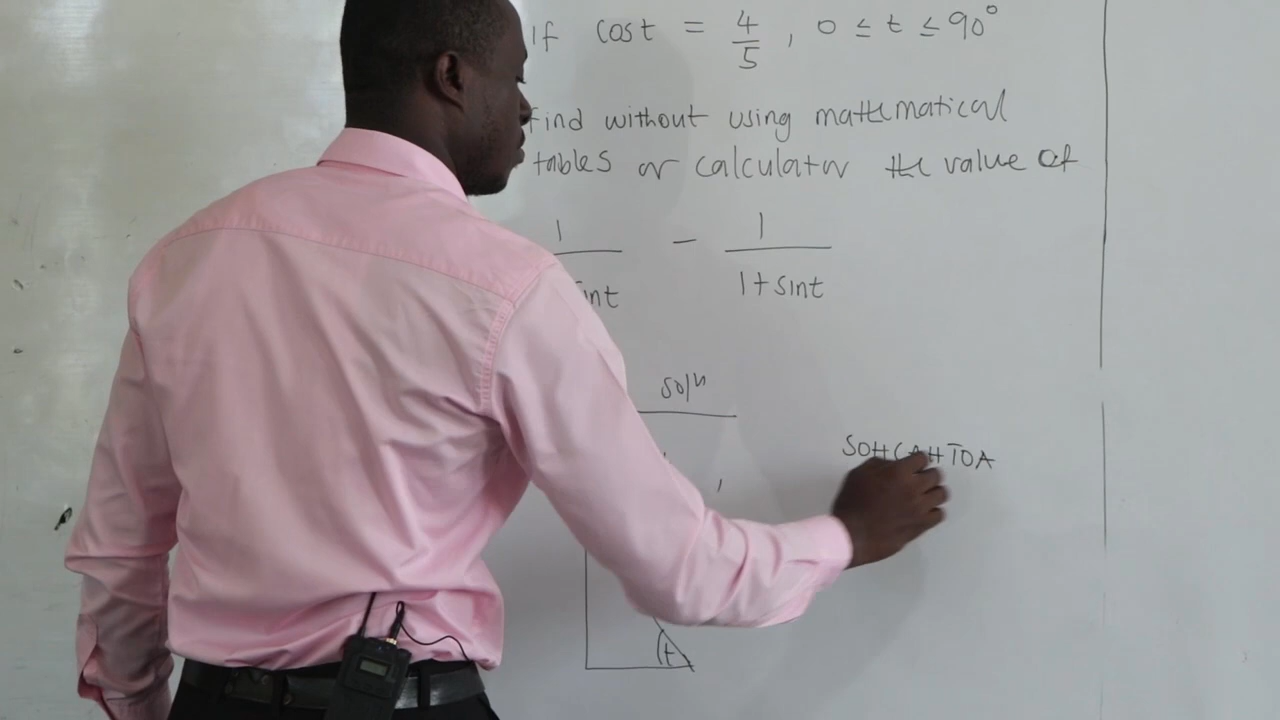 If cost = 4/5 , 0 ≤ t ≤ 90°
find without using mathematical
tables or calculator the value of
1 — 1
1 + sint
soln
SOHCAHTOA
t